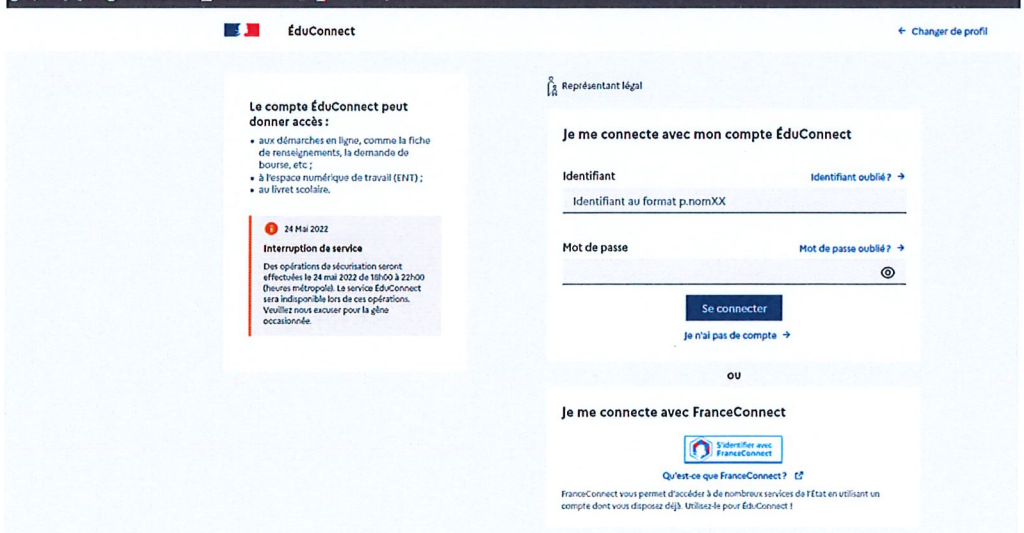 ÉduConnect
← Changer de profil
Le compte ÉduConnect peut
donner accès :
• aux démarches en ligne, comme la fiche
de renseignements, la demande de
bourse, etc ;
• à l'espace numérique de travail (ENT) ;
• au livret scolaire.
24 Mai 2022
Interruption de service
Des opérations de sécurisation seront
effectuées le 24 mai 2022 de 18h00 à 22h00
(heures métropole). Le service ÉduConnect
sera indisponible lors de ces opérations.
Veuillez nous excuser pour la gêne
occasionnée.
Représentant légal
Je me connecte avec mon compte ÉduConnect
Identifiant
Identifiant oublié ? →
Identifiant au format p.nomXX
Mot de passe
Mot de passe oublié ? →
Se connecter
Je n'ai pas de compte →
OU
Je me connecte avec FranceConnect
S'identifier avec
FranceConnect
Qu'est-ce que FranceConnect ?
FranceConnect vous permet d'accéder à de nombreux services de l'État en utilisant un
compte dont vous disposez déjà. Utilisez-le pour ÉduConnect !